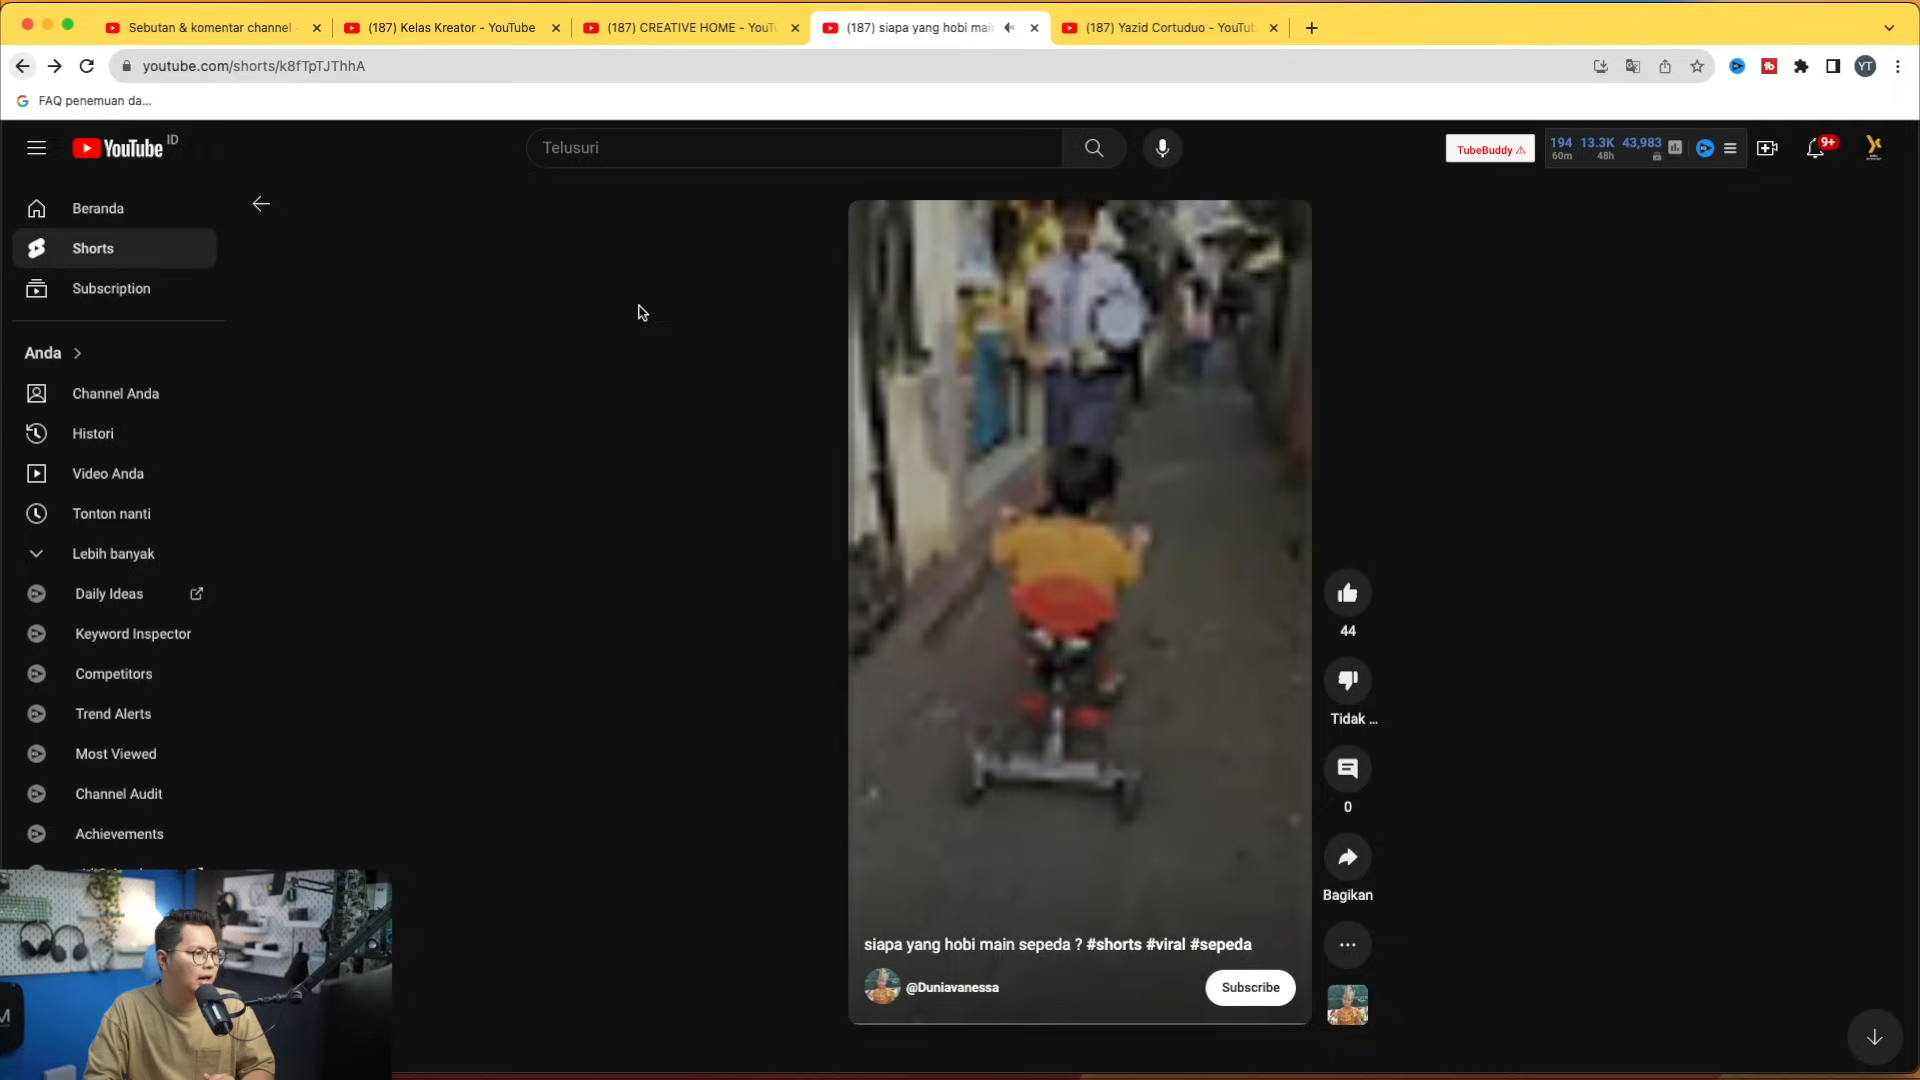 Sebutan & komentar channel -
(187) Kelas Kreator - YouTube
(187) CREATIVE HOME - YouTu
(187) siapa yang hobi main
(187) Yazid Cortuduo - YouTube
youtube.com/shorts/k8fTpTJThhA
YT
FAQ penemuan da...
YouTube ID
Telusuri
TubeBuddy ⚠
194 13.3K 43,983
60m 48h
9+
Beranda
Shorts
Subscription
Anda
Channel Anda
Histori
Video Anda
Tonton nanti
Lebih banyak
Daily Ideas
Keyword Inspector
Competitors
Trend Alerts
Most Viewed
Channel Audit
Achievements
44
Tidak ...
0
Bagikan
siapa yang hobi main sepeda ? #shorts #viral #sepeda
@Duniavanessa
Subscribe